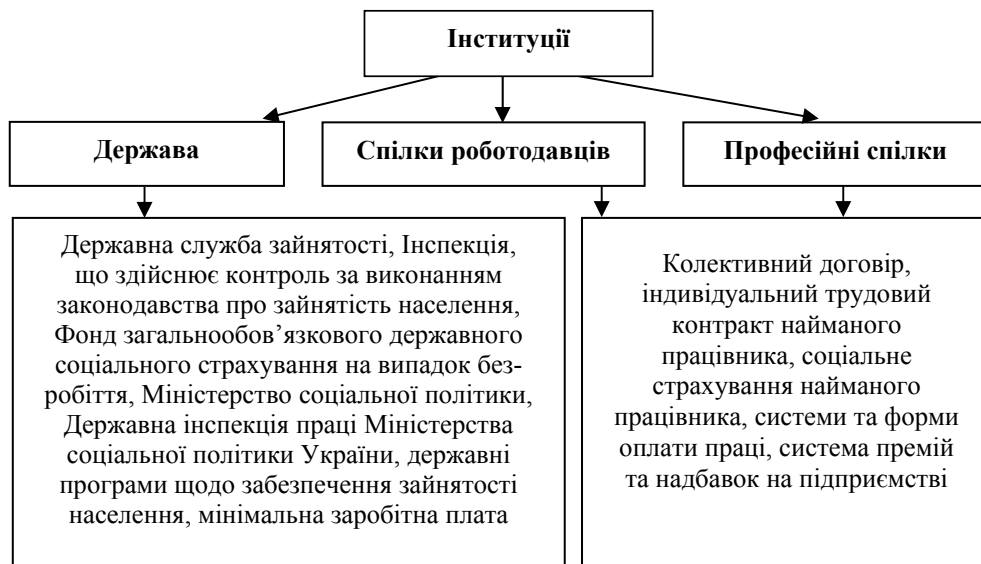 Інституції
Держава
Спілки роботодавців
Професійні спілки
Державна служба зайнятості, Інспекція,
що здійснює контроль за виконанням
законодавства про зайнятість населення,
Фонд загальнообов’язкового державного
соціального страхування на випадок без-
робіття, Міністерство соціальної політики,
Державна інспекція праці Міністерства
соціальної політики України, державні
програми щодо забезпечення зайнятості
населення, мінімальна заробітна плата
Колективний договір,
індивідуальний трудовий
контракт найманого
працівника, соціальне
страхування найманого
працівника, системи та форми
оплати праці, система премій
та надбавок на підприємстві